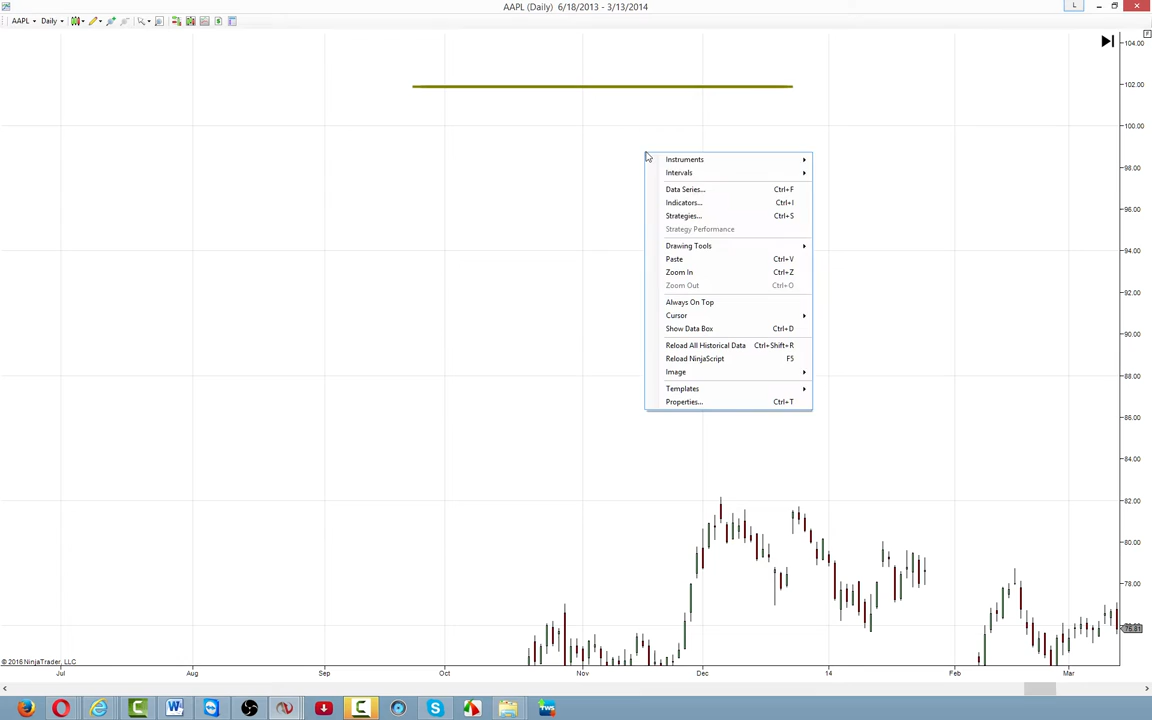 AAPL (Daily) 6/18/2013 - 3/13/2014
L
AAPL
Daily
F
104.00
102.00
100.00
98.00
96.00
94.00
92.00
90.00
88.00
86.00
84.00
82.00
80.00
78.00
76.81
Instruments
Intervals
Data Series... Ctrl+F
Indicators... Ctrl+I
Strategies... Ctrl+S
Strategy Performance
Drawing Tools
Paste Ctrl+V
Zoom In Ctrl+Z
Zoom Out Ctrl+O
Always On Top
Cursor
Show Data Box Ctrl+D
Reload All Historical Data Ctrl+Shift+R
Reload NinjaScript F5
Image
Templates
Properties... Ctrl+T
© 2016 NinjaTrader, LLC
Jul Aug Sep Oct Nov Dec 14 Feb Mar
TWS